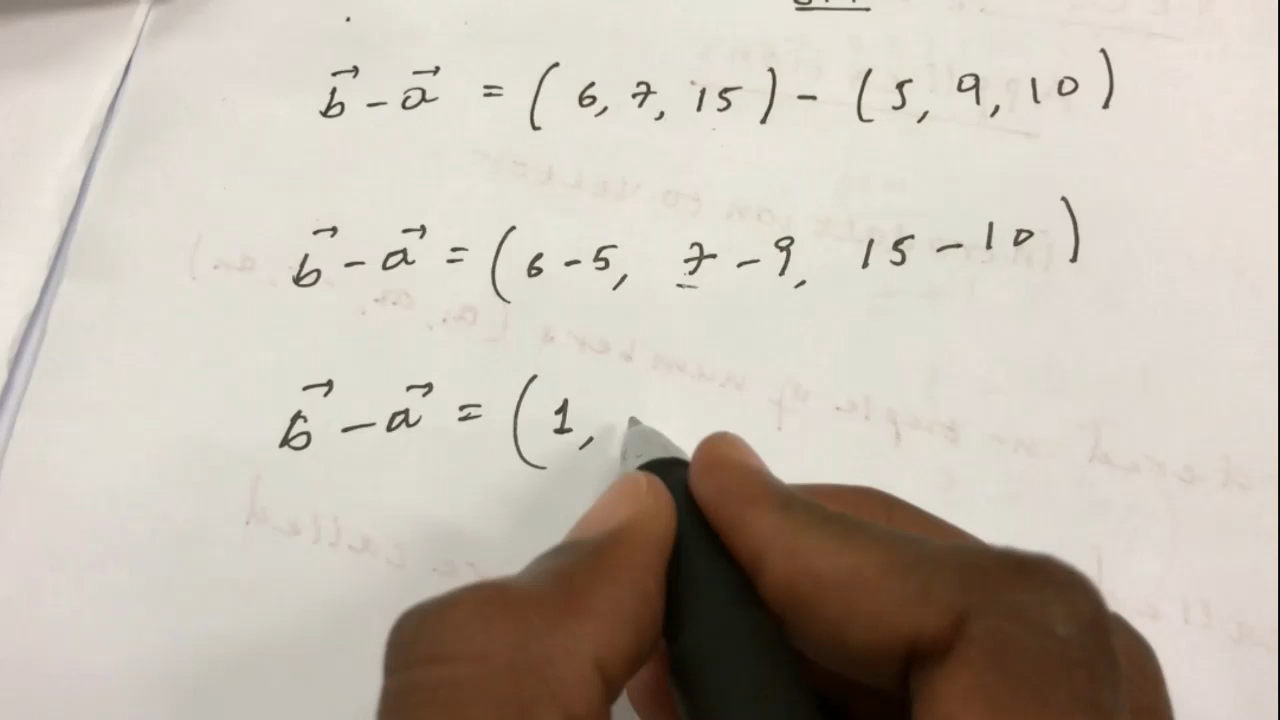 b⃗ - a⃗ = (6, 7, 15) - (5, 9, 10)
b⃗ - a⃗ = (6 - 5, 7 - 9, 15 - 10)
b⃗ - a⃗ = (1,